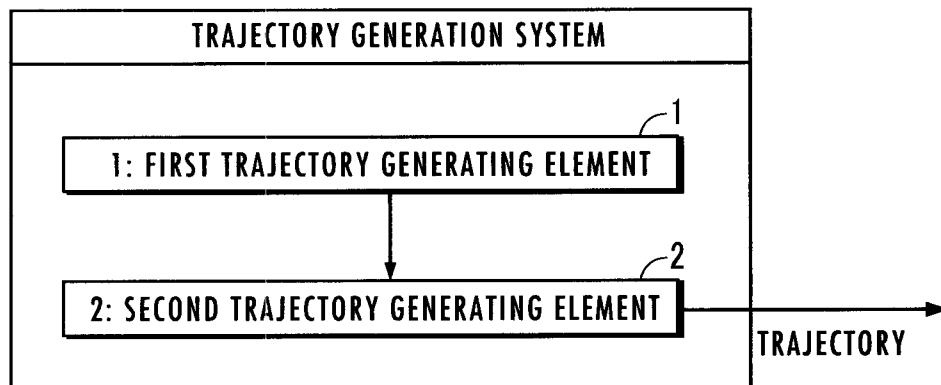 TRAJECTORY GENERATION SYSTEM
1
1: FIRST TRAJECTORY GENERATING ELEMENT
2
2: SECOND TRAJECTORY GENERATING ELEMENT
TRAJECTORY